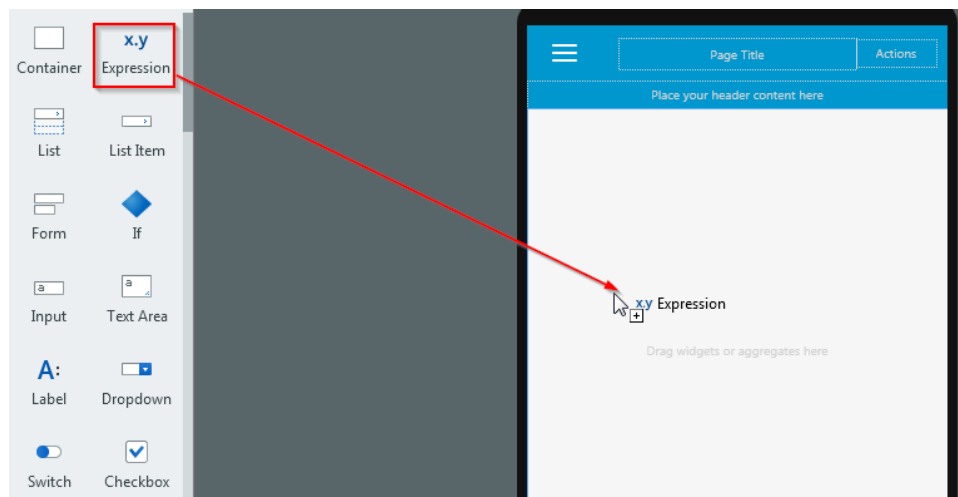 x.y
Container Expression
List List Item
Form If
a a
Input Text Area
A:
Label Dropdown
Switch Checkbox
Page Title Actions
Place your header content here
x.y Expression
Drag widgets or aggregates here